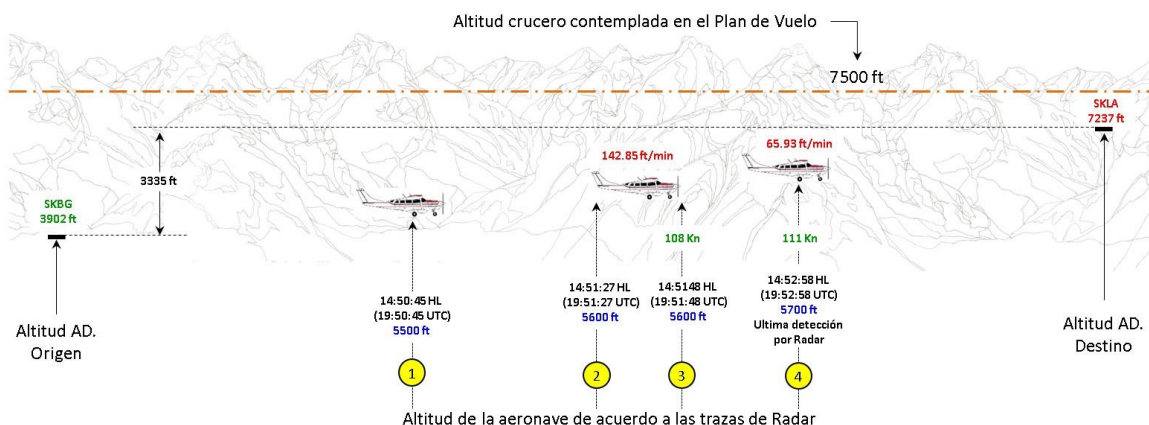 Altitud crucero contemplada en el Plan de Vuelo
7500 ft
SKLA
7237 ft
142.85 ft/min
65.93 ft/min
3335 ft
SKBG
3902 ft
108 Kn
111 Kn
14:50:45 HL
(19:50:45 UTC)
5500 ft
14:51:27 HL
(19:51:27 UTC)
5600 ft
14:5148 HL
(19:51:48 UTC)
5600 ft
14:52:58 HL
(19:52:58 UTC)
5700 ft
Ultima detección
por Radar
Altitud AD.
Origen
Altitud AD.
Destino
1
2
3
4
Altitud de la aeronave de acuerdo a las trazas de Radar